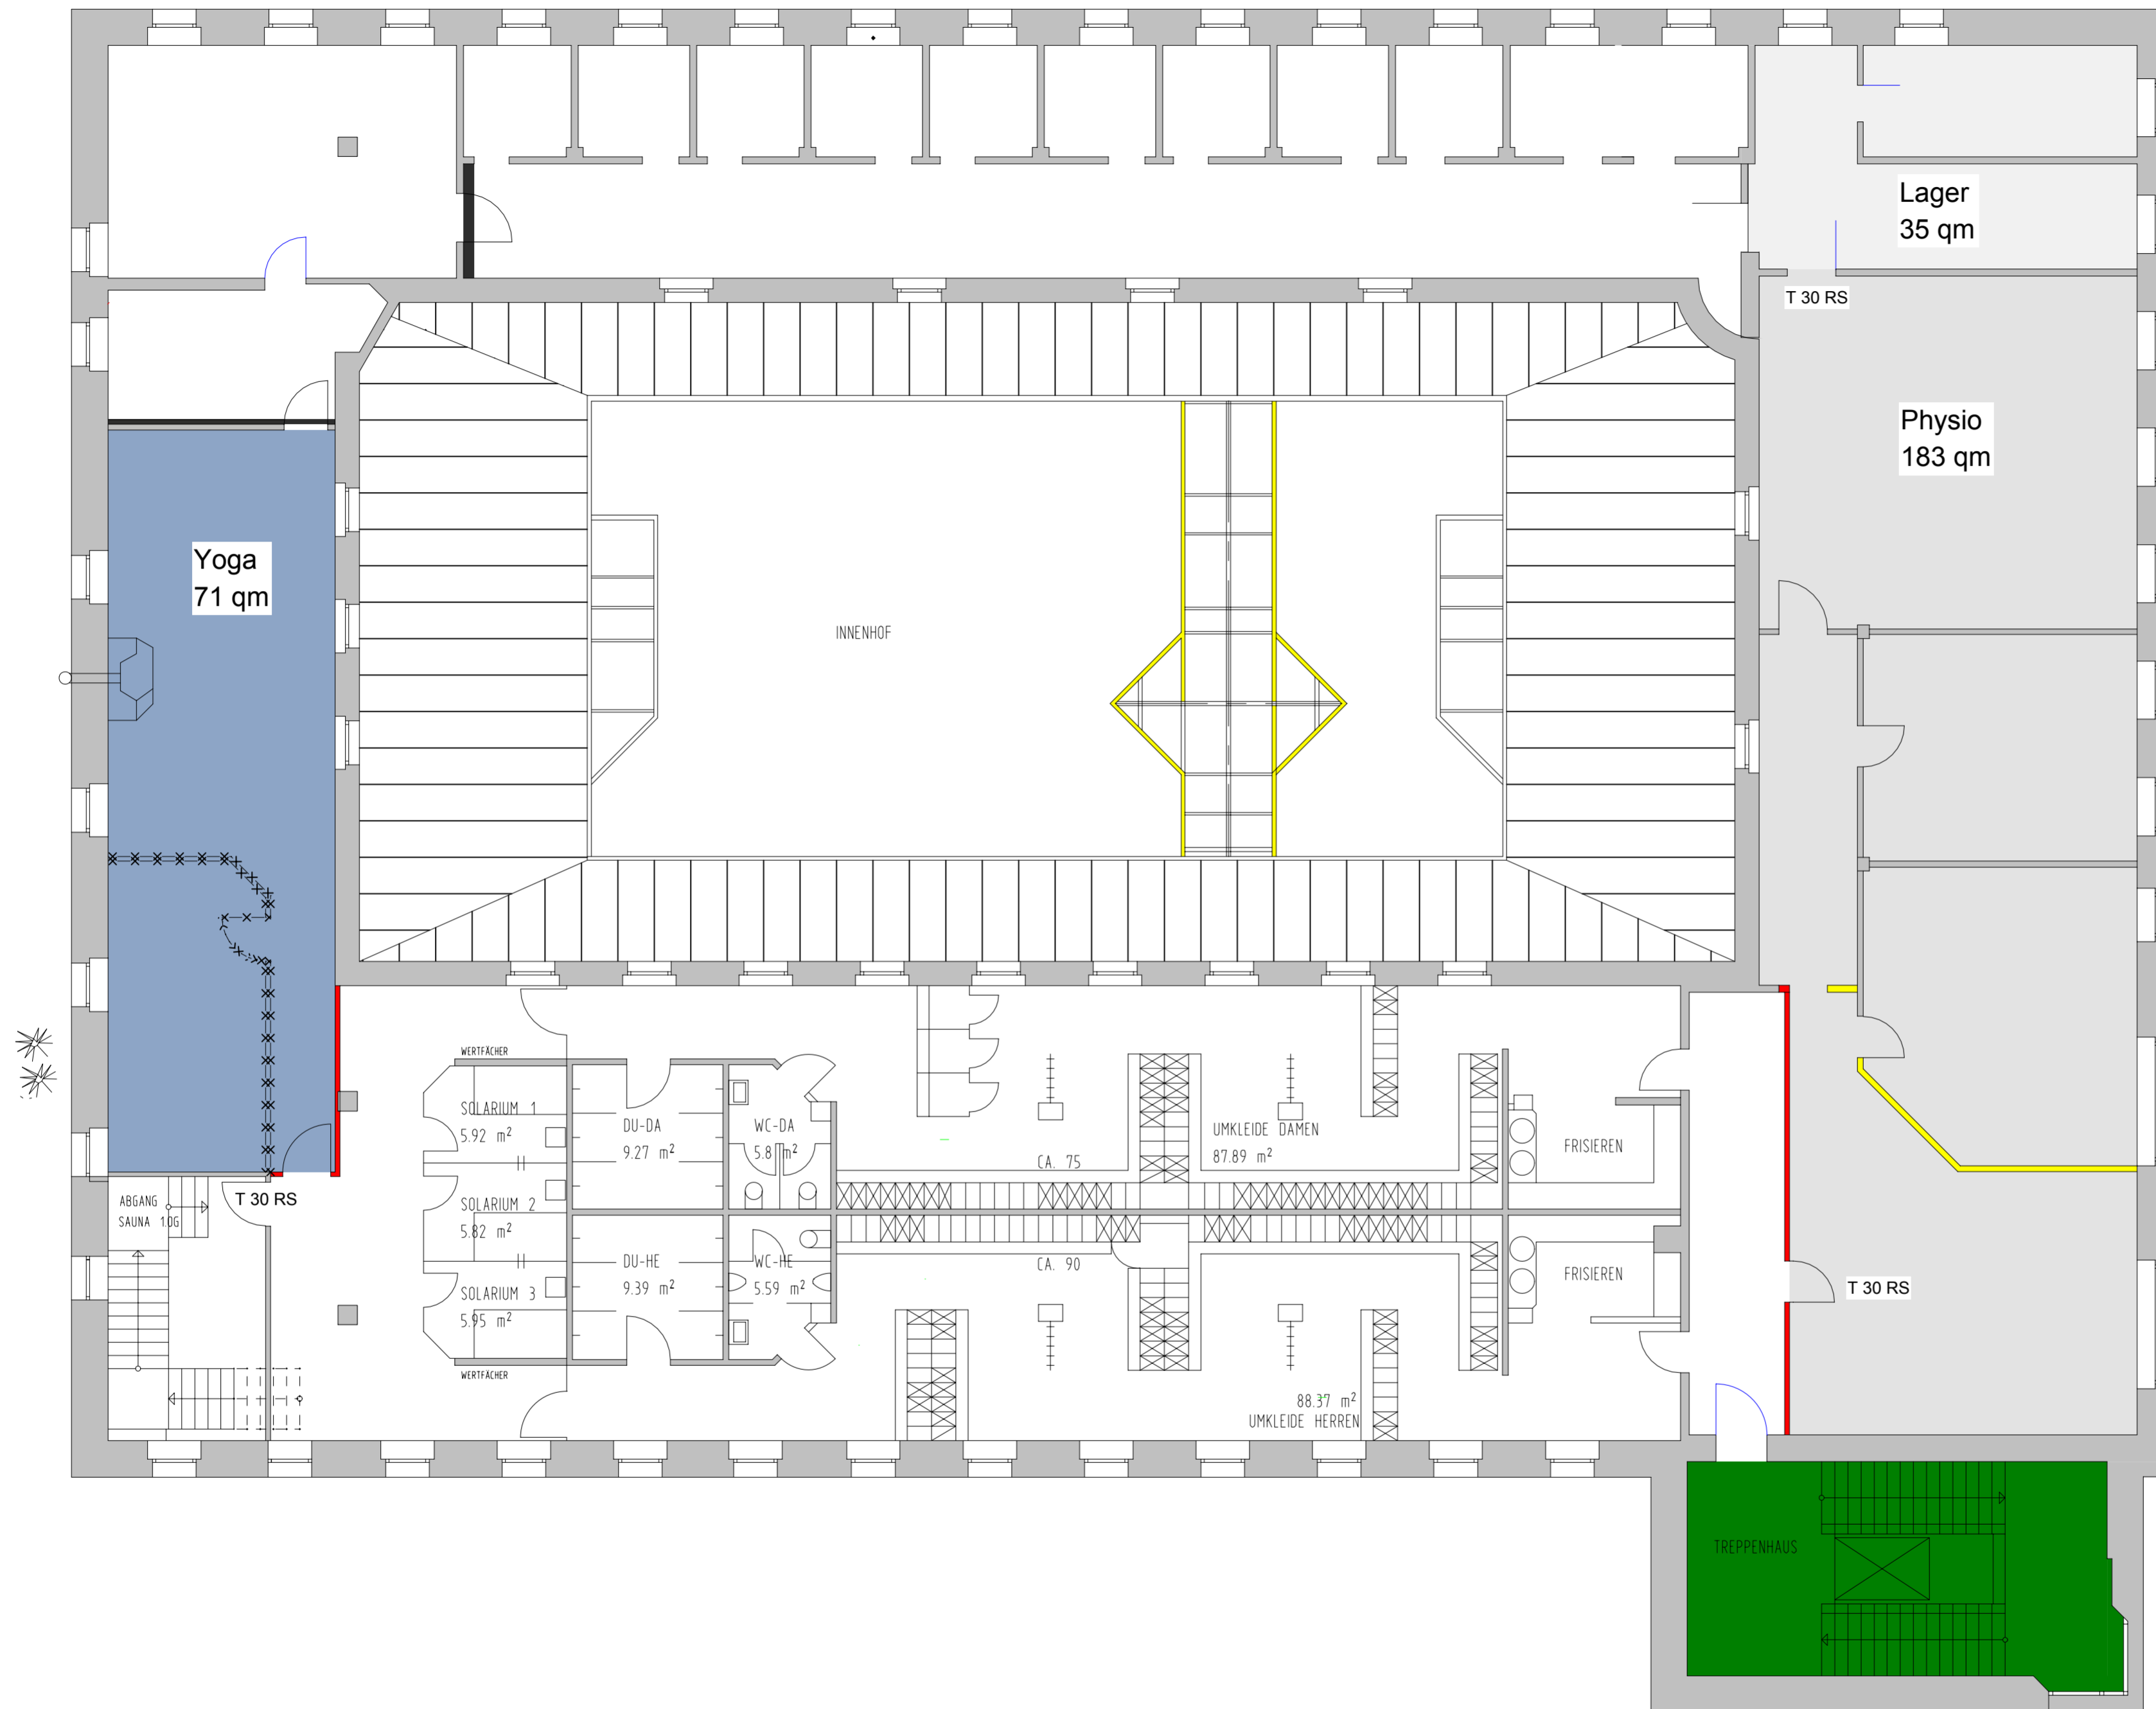 Lager
35 qm
T 30 RS
Physio
183 qm
Yoga
71 qm
INNENHOF
WERTFÄCHER
SOLARIUM 1
5.92 m²
DU-DA
9.27 m²
WC-DA
5.8 m²
UMKLEIDE DAMEN
87.89 m²
CA. 75
FRISIEREN
ABGANG
SAUNA 1.OG
T 30 RS
SOLARIUM 2
5.82 m²
DU-HE
9.39 m²
WC-HE
5.59 m²
CA. 90
FRISIEREN
T 30 RS
SOLARIUM 3
5.95 m²
WERTFÄCHER
88.37 m²
UMKLEIDE HERREN
TREPPENHAUS